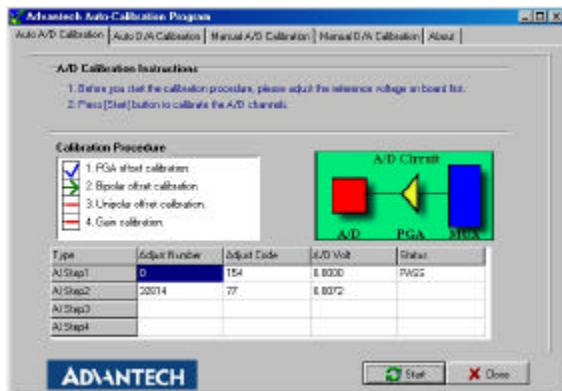 Advantech Auto-Calibration Program
Auto A/D Calibration Auto D/A Calibration Manual A/D Calibration Manual D/A Calibration About
A/D Calibration Instructions
1. Before you start the calibration procedure, please adjust the reference voltage on board first.
2. Press [Start] button to calibrate the A/D channels.
Calibration Procedure
1. PGA offset calibration.
2. Bipolar offset calibration.
3. Unipolar offset calibration.
4. Gain calibration.
A/D Circuit
A/D PGA MUX
Type Adjust Number Adjust Code A/D Volt Status
AI Step1 0 154 0.0000 PASS
AI Step2 77 0.0072
AI Step3
AI Step4
ADVANTECH
Start Close